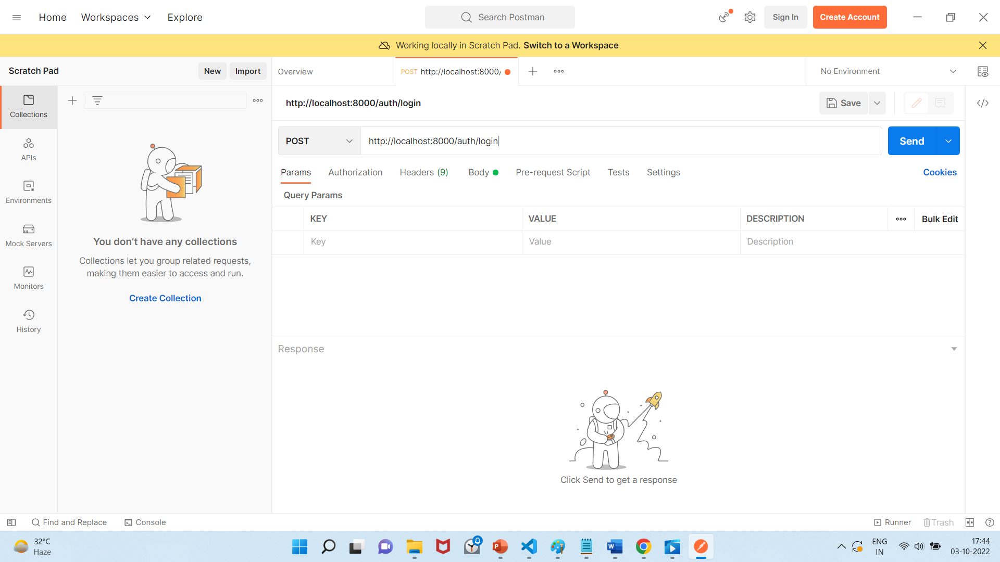 Home Workspaces Explore
Search Postman
Sign In Create Account
Working locally in Scratch Pad. Switch to a Workspace
Scratch Pad New Import
Overview POST http://localhost:8000/
No Environment
Collections
APIs
Environments
Mock Servers
Monitors
History
You don’t have any collections
Collections let you group related requests,
making them easier to access and run.
Create Collection
http://localhost:8000/auth/login
Save
POST http://localhost:8000/auth/login Send
Params Authorization Headers (9) Body Pre-request Script Tests Settings Cookies
Query Params
KEY VALUE DESCRIPTION Bulk Edit
Key Value Description
Response
Click Send to get a response
Find and Replace Console Runner Trash
32°C
Haze
P
W
ENG
IN
17:44
03-10-2022